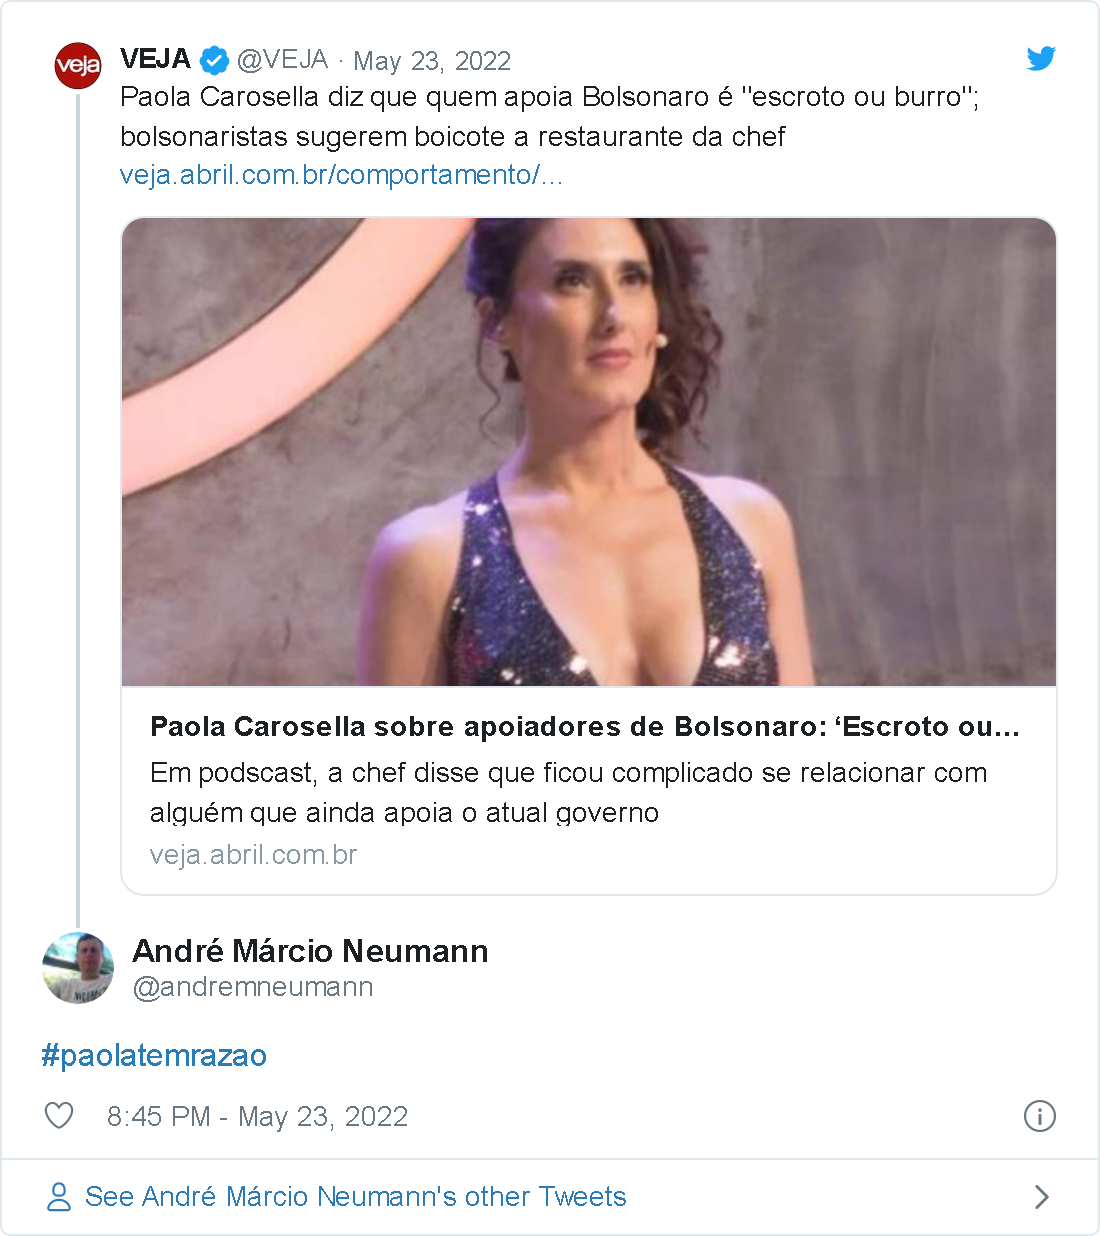 veja
VEJA @VEJA · May 23, 2022
Paola Carosella diz que quem apoia Bolsonaro é "escroto ou burro";
bolsonaristas sugerem boicote a restaurante da chef
veja.abril.com.br/comportamento/...
Paola Carosella sobre apoiadores de Bolsonaro: ‘Escroto ou...
Em podscast, a chef disse que ficou complicado se relacionar com
alguém que ainda apoia o atual governo
veja.abril.com.br
André Márcio Neumann
@andremneumann
#paolatemrazao
8:45 PM - May 23, 2022
See André Márcio Neumann's other Tweets